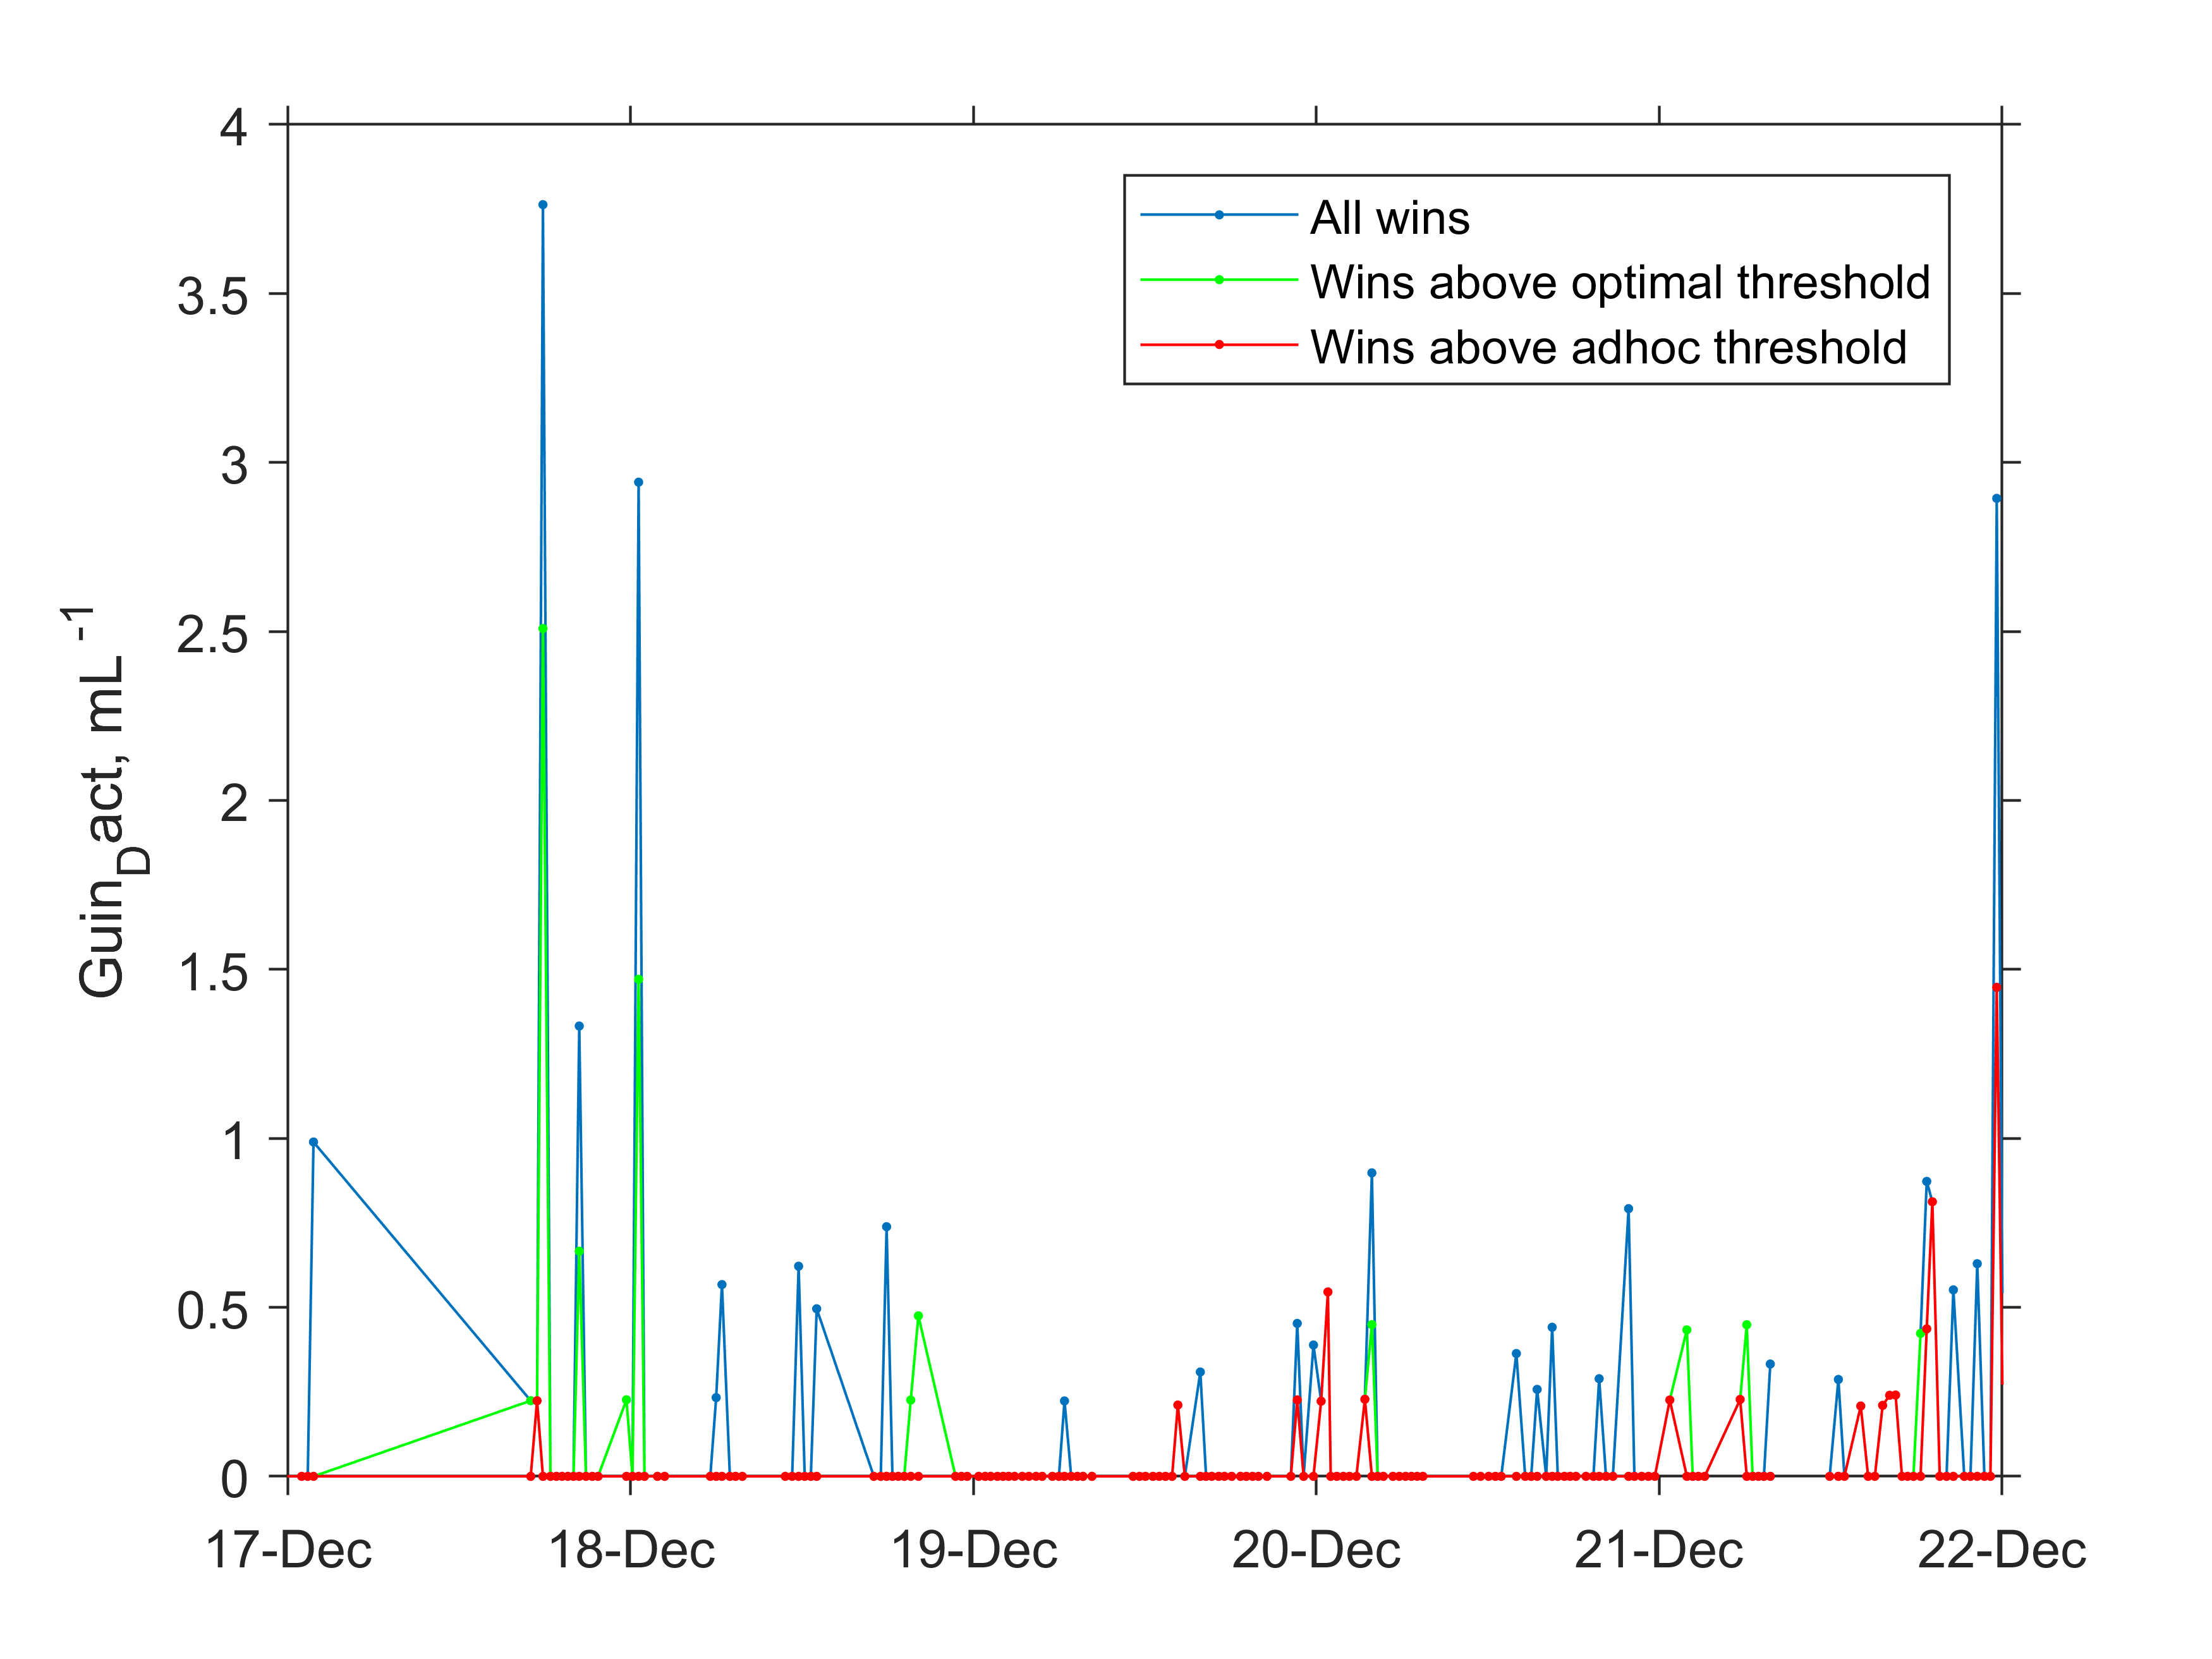 4
3.5
3
2.5
2
1.5
1
0.5
0
Guin_Dact, mL^-1
17-Dec 18-Dec 19-Dec 20-Dec 21-Dec 22-Dec
All wins
Wins above optimal threshold
Wins above adhoc threshold